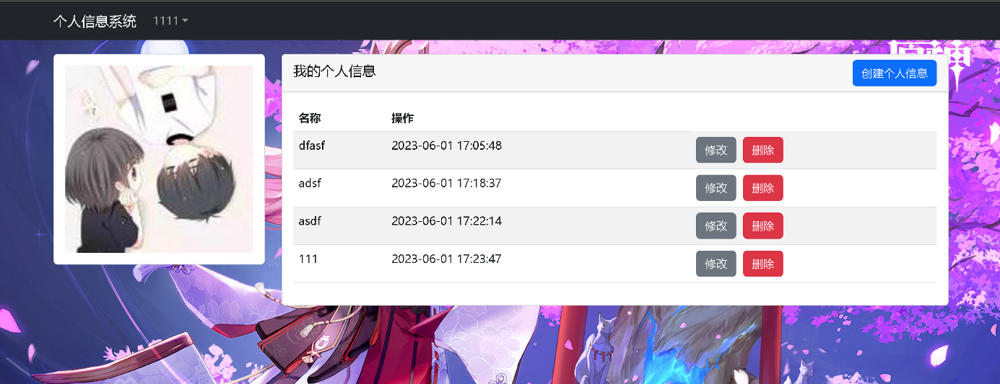 个人信息系统 1111
我的个人信息
创建个人信息
名称 操作
dfasf 2023-06-01 17:05:48 修改 删除
adsf 2023-06-01 17:18:37 修改 删除
asdf 2023-06-01 17:22:14 修改 删除
111 2023-06-01 17:23:47 修改 删除